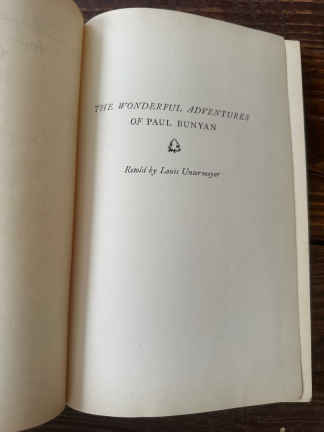 THE WONDERFUL ADVENTURES
OF PAUL BUNYAN
Retold by Louis Untermeyer